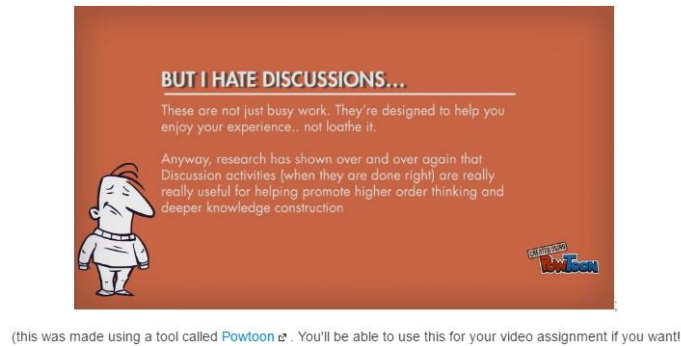 BUT I HATE DISCUSSIONS...
These are not just busy work. They're designed to help you
enjoy your experience.. not loathe it.
Anyway, research has shown over and over again that
Discussion activities (when they are done right) are really
really useful for helping promote higher order thinking and
deeper knowledge construction
CREATED USING
POWTOON
;
(this was made using a tool called Powtoon . You'll be able to use this for your video assignment if you want!